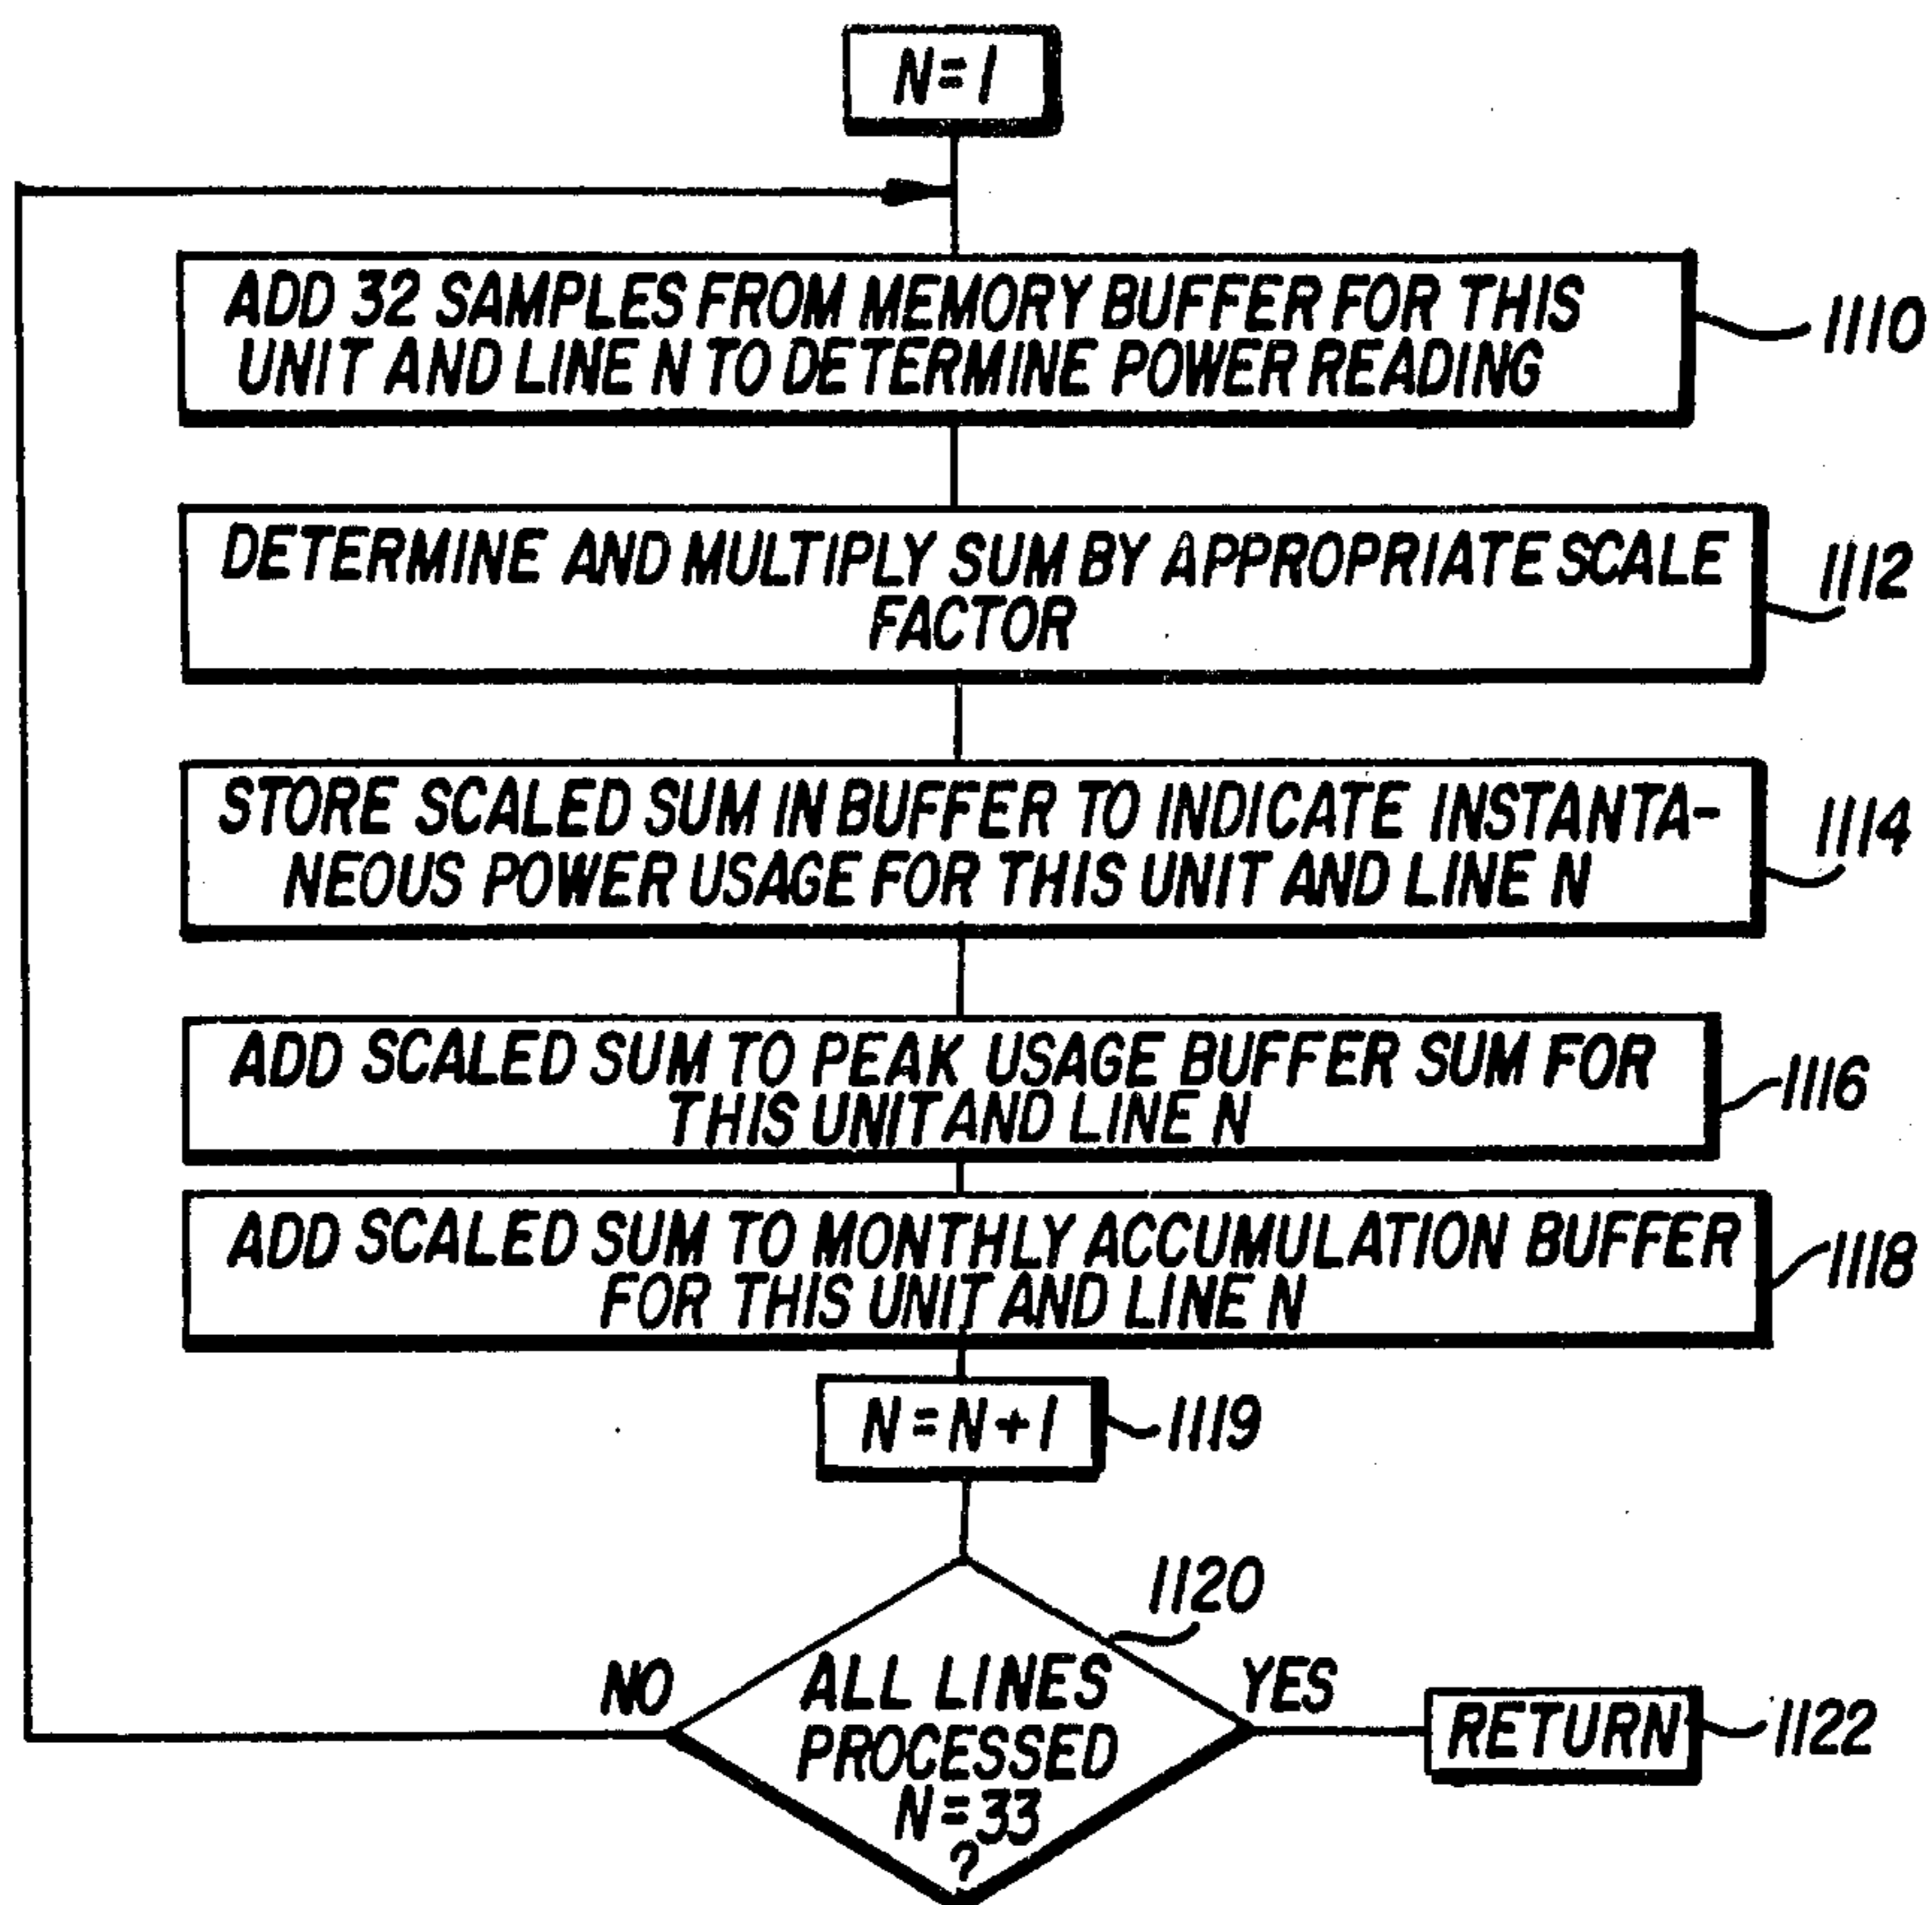 N=1
ADD 32 SAMPLES FROM MEMORY BUFFER FOR THIS
UNIT AND LINE N TO DETERMINE POWER READING
1110
DETERMINE AND MULTIPLY SUM BY APPROPRIATE SCALE
FACTOR
1112
STORE SCALED SUM IN BUFFER TO INDICATE INSTANTA-
NEOUS POWER USAGE FOR THIS UNIT AND LINE N
1114
ADD SCALED SUM TO PEAK USAGE BUFFER SUM FOR
THIS UNIT AND LINE N
1116
ADD SCALED SUM TO MONTHLY ACCUMULATION BUFFER
FOR THIS UNIT AND LINE N
1118
N=N+1
1119
1120
NO
ALL LINES
PROCESSED
N=33
?
YES
RETURN
1122